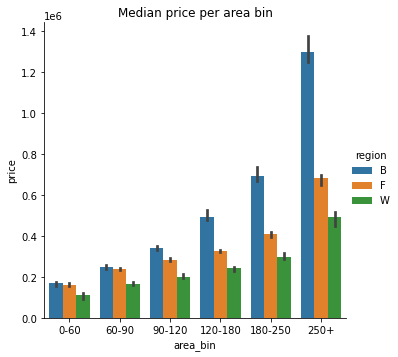 Median price per area bin
1e6
1.4
1.2
1.0
0.8
0.6
0.4
0.2
0.0
price
0-60 60-90 90-120 120-180 180-250 250+
area_bin
region
B
F
W